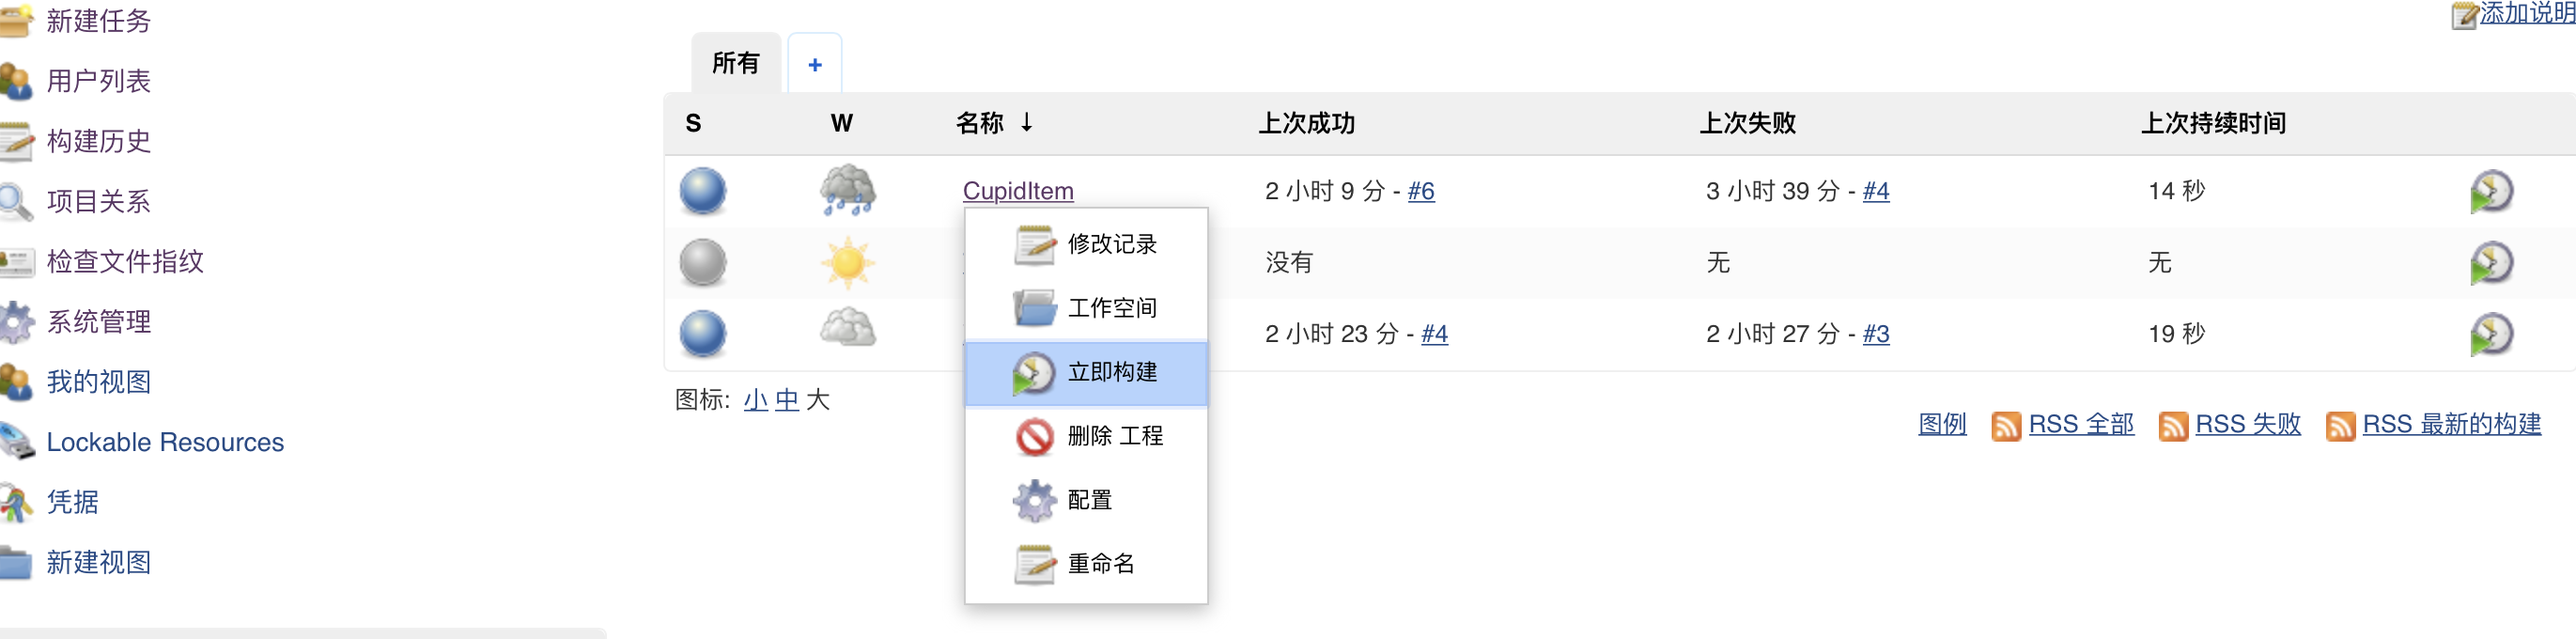 新建任务
用户列表
构建历史
项目关系
检查文件指纹
系统管理
我的视图
Lockable Resources
凭据
新建视图
添加说明
所有 +
S W 名称 ↓ 上次成功 上次失败 上次持续时间
CupidItem 2 小时 9 分 - #6 3 小时 39 分 - #4 14 秒
没有 无 无
2 小时 23 分 - #4 2 小时 27 分 - #3 19 秒
修改记录
工作空间
立即构建
删除 工程
配置
重命名
图标: 小 中 大
图例 RSS 全部 RSS 失败 RSS 最新的构建